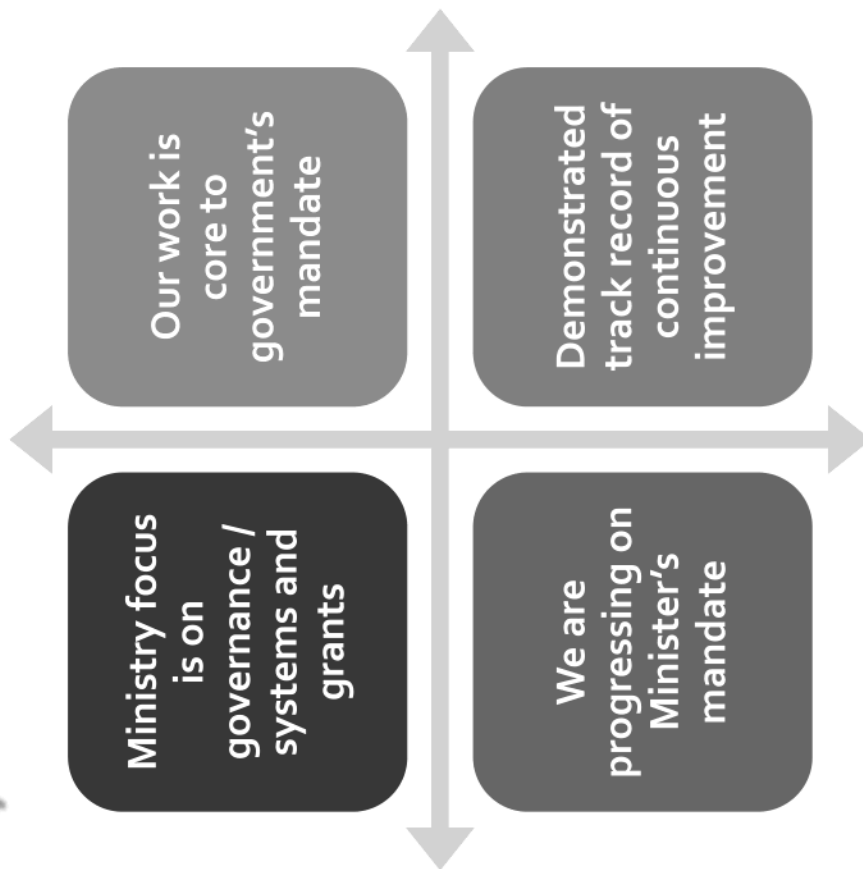 Ministry focus
is on
governance /
systems and
grants
Our work is
core to
government's
mandate
We are
progressing on
Minister's
mandate
Demonstrated
track record of
continuous
improvement